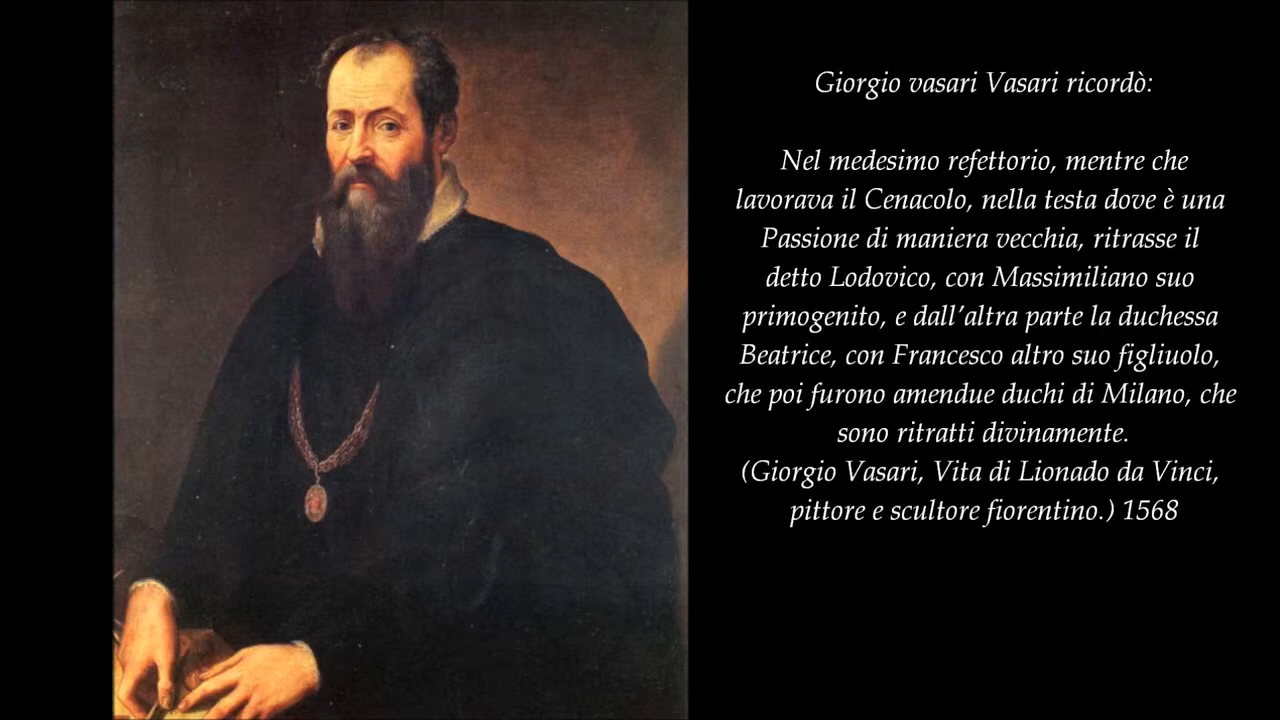 Giorgio vasari Vasari ricordò:
Nel medesimo refettorio, mentre che
lavorava il Cenacolo, nella testa dove è una
Passione di maniera vecchia, ritrasse il
detto Lodovico, con Massimiliano suo
primogenito, e dall’altra parte la duchessa
Beatrice, con Francesco altro suo figliuolo,
che poi furono amendue duchi di Milano, che
sono ritratti divinamente.
(Giorgio Vasari, Vita di Lionado da Vinci,
pittore e scultore fiorentino.) 1568